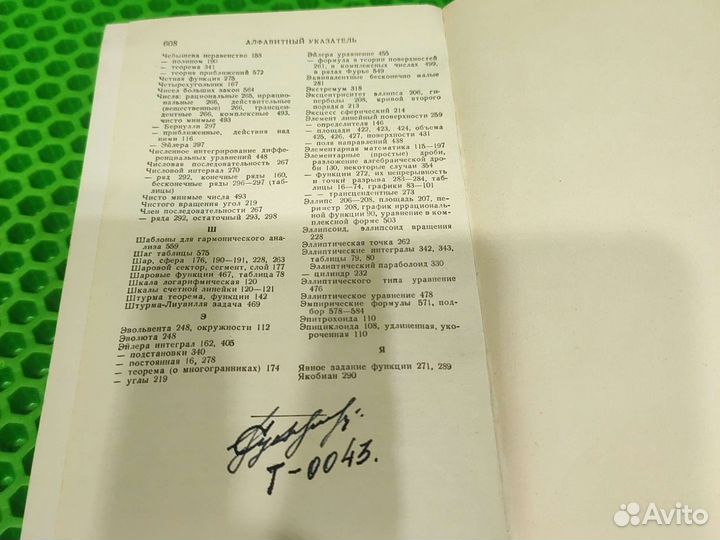 608 АЛФАВИТНЫЙ УКАЗАТЕЛЬ
Чебышева неравенство 188
— полином 190
— теорема 341
— теория приближений 572
Четная функция 275
Четырехугольник 167
Чисел больших закон 564
Числа: рациональные 265, иррацио-
нальные 266, действительные
(вещественные) 266, трансцен-
дентные 266, комплексные 493,
чисто мнимые 493
— Бернулли 297
— приближенные, действия над
ними 116
— Эйлера 297
Численное интегрирование диффе-
ренциальных уравнений 448
Числовая последовательность 267
Числовой интервал 270
— ряд 292, конечные ряды 160,
бесконечные ряды 296—297 (таб-
лицы)
Чисто мнимые числа 493
Чистого вращения угол 219
Член последовательности 267
— ряда 292, остаточный 293, 298
Ш
Шаблоны для гармонического ана-
лиза 559
Шаг таблицы 575
Шар, сфера 176, 190—191, 228, 263
Шаровой сектор, сегмент, слой 177
Шаровые функции 467, таблица 78
Шкала логарифмическая 120
Шкалы счетной линейки 120—121
Штурма теорема, функции 142
Штурма-Лиувилля задача 469
Э
Эвольвента 248, окружности 112
Эволюта 248
Эйлера интеграл 162, 405
— подстановки 340
— постоянная 16, 278
— теорема (о многогранниках) 174
— углы 219
Эйлера уравнение 455
— формула в теории поверхностей
261, в комплексных числах 499,
в рядах Фурье 549
Эквивалентные бесконечно малые
281
Экстремум 318
Эксцентриситет эллипса 206, ги-
перболы 208, кривой второго
порядка 213
Эксцесс сферический 214
Элемент линейный поверхности 259
— определителя 146
— площади 422, 423, 424, объема
425, 426, 427, поверхности 431
— поля направлений 438
Элементарная математика 115—197
Элементарные (простые) дроби,
разложение алгебраической дро-
би 130, некоторые случаи 354
— функции 272, их непрерывность
и точки разрыва 283—284, таб-
лицы 16—74, графики 83—101
— — трансцендентные 273
Эллипс 206—208, площадь 207, пе-
риметр 208, график иррациональ-
ной функции 90, уравнение в ком-
плексной форме 503
Эллипсоид, эллипсоид вращения
228
Эллиптическая точка 262
Эллиптические интегралы 342, 343,
таблицы 79, 80
Эллиптический параболоид 330
— цилиндр 232
Эллиптического типа уравнение
476
Эллиптическое уравнение 478
Эмпирические формулы 571, под-
бор 578—584
Эпитрохоида 110
Эпициклоида 108, удлиненная, уко-
роченная 110
Я
Явное задание функции 271, 289
Якобиан 290
Т-0043.
Avito